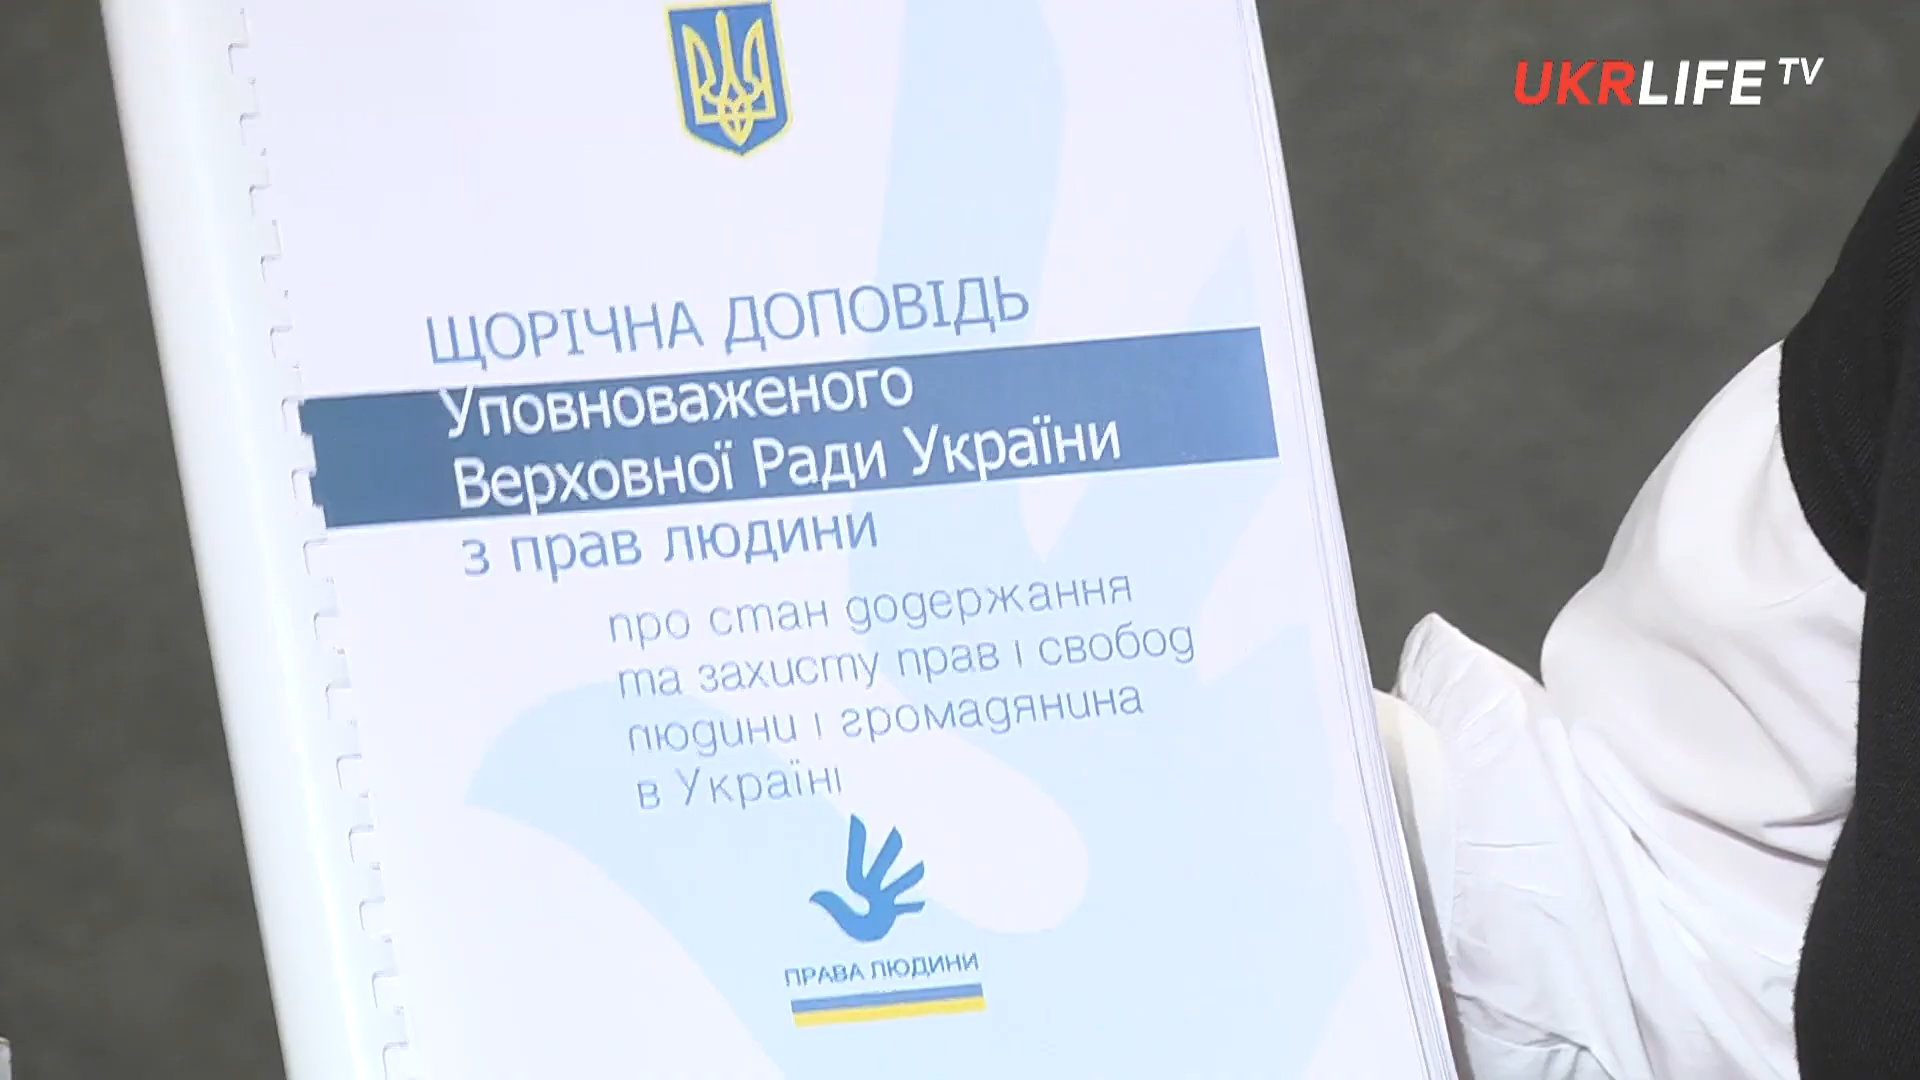 UKRLIFE TV
ЩОРІЧНА ДОПОВІДЬ
Уповноваженого
Верховної Ради України
з прав людини
про стан додержання
та захисту прав і свобод
людини і громадянина
в Україні
ПРАВА ЛЮДИНИ